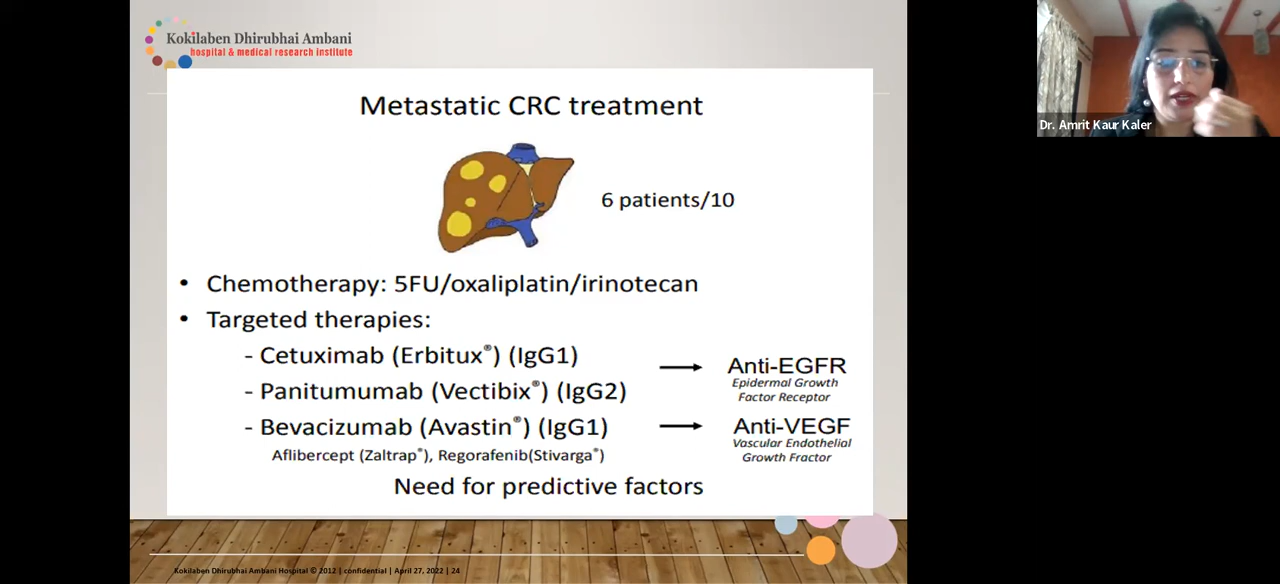 Kokilaben Dhirubhai Ambani
hospital & medical research institute
Dr. Amrit Kaur Kaler
Metastatic CRC treatment
6 patients/10
• Chemotherapy: 5FU/oxaliplatin/irinotecan
• Targeted therapies:
- Cetuximab (Erbitux®) (IgG1)
- Panitumumab (Vectibix®) (IgG2)
Anti-EGFR
Epidermal Growth
Factor Receptor
- Bevacizumab (Avastin®) (IgG1)
Aflibercept (Zaltrap®), Regorafenib(Stivarga®)
Anti-VEGF
Vascular Endothelial
Growth Fractor
Need for predictive factors
Kokilaben Dhirubhai Ambani Hospital © 2012 | confidential | April 27, 2022 | 24